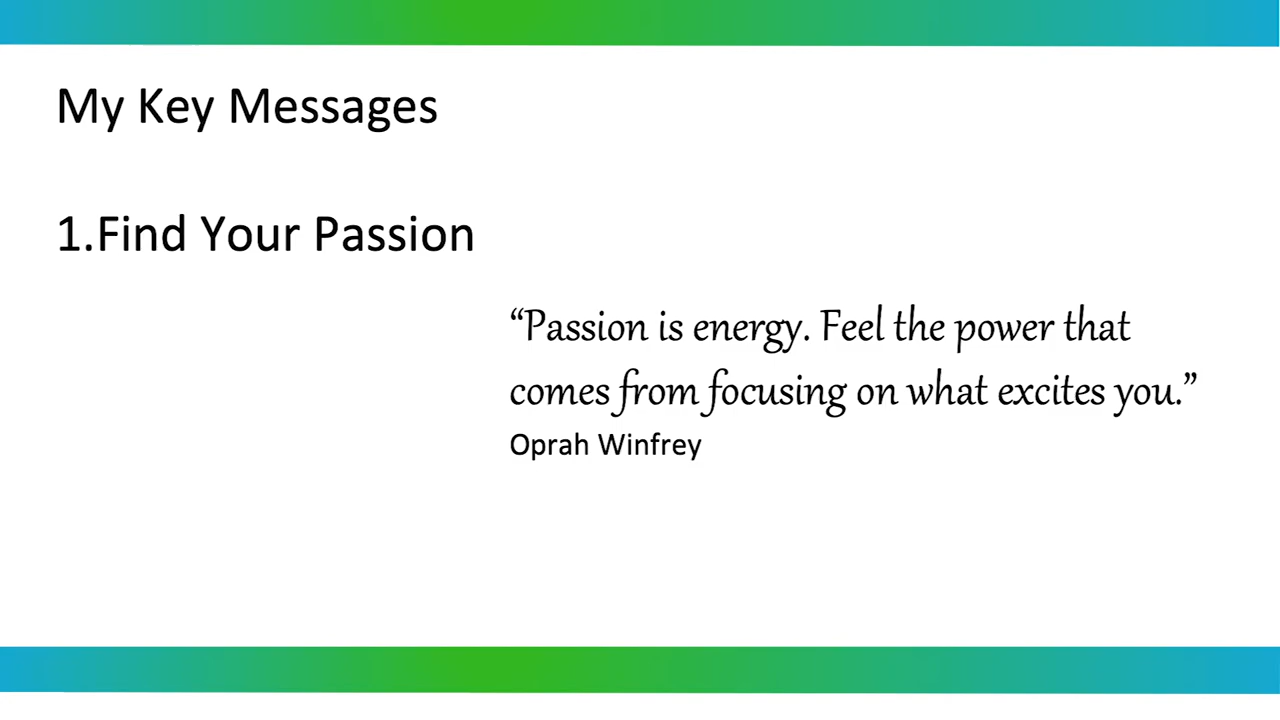 My Key Messages
1.Find Your Passion
“Passion is energy. Feel the power that
comes from focusing on what excites you.”
Oprah Winfrey